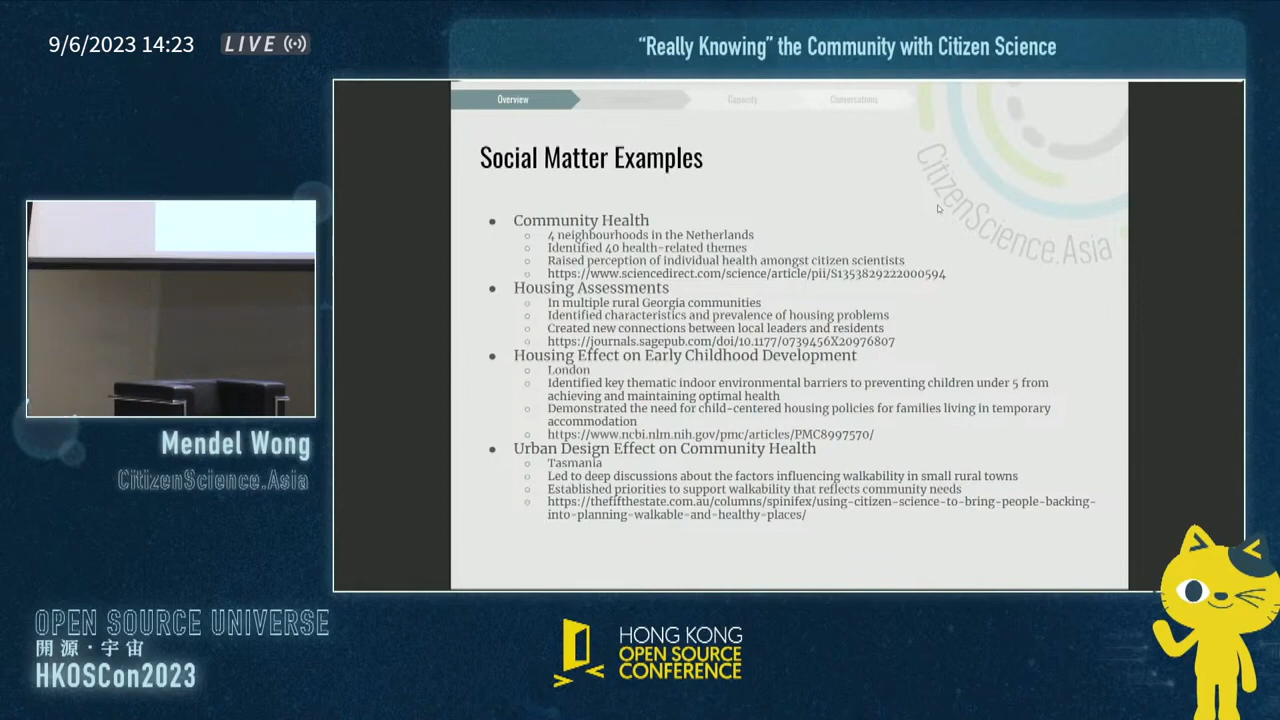 9/6/2023 14:23
LIVE
“Really Knowing” the Community with Citizen Science
Overview
Capacity
Conversations
Social Matter Examples
CitizenScience.Asia
Community Health
4 neighbourhoods in the Netherlands
Identified 40 health-related themes
Raised perception of individual health amongst citizen scientists
https://www.sciencedirect.com/science/article/pii/S1353829222000594
Housing Assessments
In multiple rural Georgia communities
Identified characteristics and prevalence of housing problems
Created new connections between local leaders and residents
https://journals.sagepub.com/doi/10.1177/0739456X20976807
Housing Effect on Early Childhood Development
London
Identified key thematic indoor environmental barriers to preventing children under 5 from
achieving and maintaining optimal health
Demonstrated the need for child-centered housing policies for families living in temporary
accommodation
https://www.ncbi.nlm.nih.gov/pmc/articles/PMC8997570/
Urban Design Effect on Community Health
Tasmania
Led to deep discussions about the factors influencing walkability in small rural towns
Established priorities to support walkability that reflects community needs
https://thefifthestate.com.au/columns/spinifex/using-citizen-science-to-bring-people-backing-
into-planning-walkable-and-healthy-places/
Mendel Wong
CitizenScience.Asia
OPEN SOURCE UNIVERSE
開源·宇宙
HKOSCon2023
HONG KONG
OPEN SOURCE
CONFERENCE